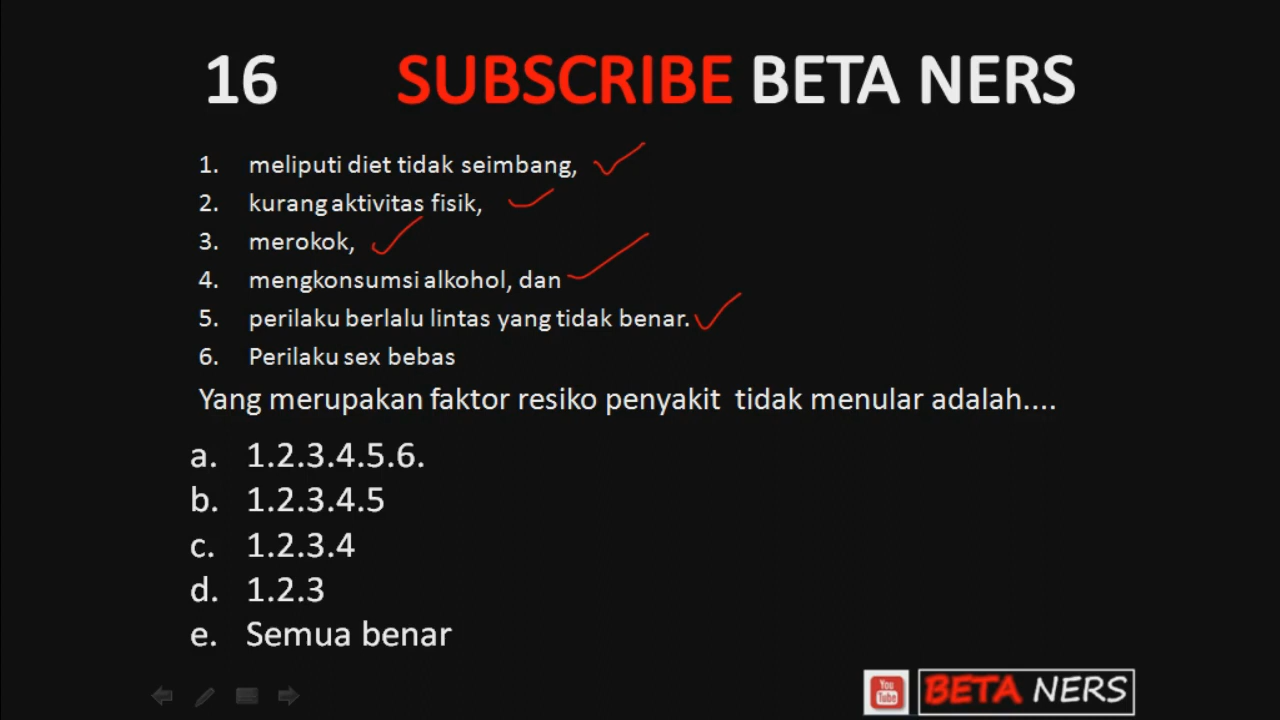 16 SUBSCRIBE BETA NERS
1. meliputi diet tidak seimbang,
2. kurang aktivitas fisik,
3. merokok,
4. mengkonsumsi alkohol, dan
5. perilaku berlalu lintas yang tidak benar.
6. Perilaku sex bebas
Yang merupakan faktor resiko penyakit tidak menular adalah....
a. 1.2.3.4.5.6.
b. 1.2.3.4.5
c. 1.2.3.4
d. 1.2.3
e. Semua benar
You Tube BETA NERS